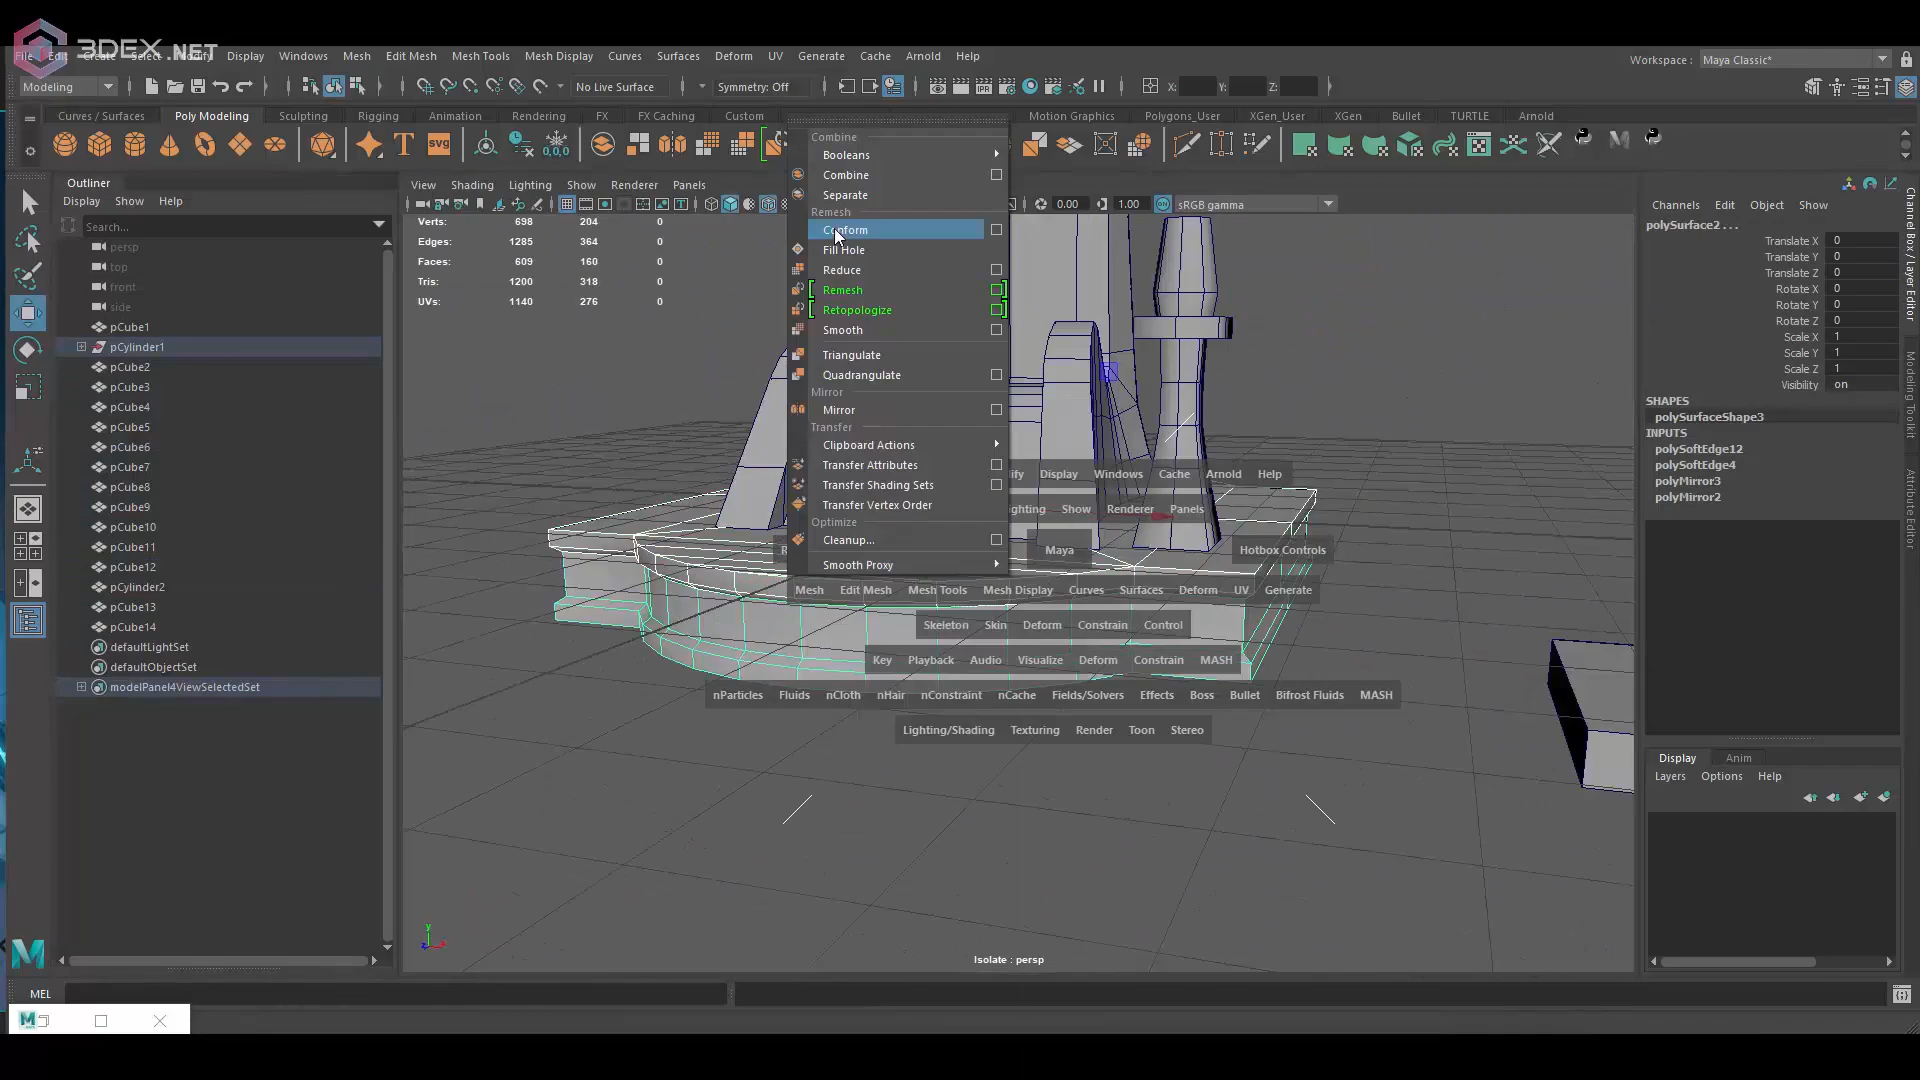 3DEX.NET
File Edit Create Select Modify Display Windows Mesh Edit Mesh Mesh Tools Mesh Display Curves Surfaces Deform UV Generate Cache Arnold Help
Workspace : Maya Classic*
Modeling No Live Surface Symmetry: Off X: Y: Z:
Curves / Surfaces Poly Modeling Sculpting Rigging Animation Rendering FX FX Caching Custom Motion Graphics Polygons_User XGen_User XGen Bullet TURTLE Arnold
Outliner
Display Show Help
Search...
persp
top
front
side
pCube1
pCylinder1
pCube2
pCube3
pCube4
pCube5
pCube6
pCube7
pCube8
pCube9
pCube10
pCube11
pCube12
pCylinder2
pCube13
pCube14
defaultLightSet
defaultObjectSet
modelPanel4ViewSelectedSet
View Shading Lighting Show Renderer Panels
0.00 1.00 sRGB gamma
Verts: 698 204 0
Edges: 1285 364 0
Faces: 609 160 0
Tris: 1200 318 0
UVs: 1140 276 0
Combine
Booleans
Combine
Separate
Remesh
Conform
Fill Hole
Reduce
Remesh
Retopologize
Smooth
Triangulate
Quadrangulate
Mirror
Mirror
Transfer
Clipboard Actions
Transfer Attributes
Transfer Shading Sets
Transfer Vertex Order
Optimize
Cleanup...
Smooth Proxy
ify Display Windows Cache Arnold Help
ighting Show Renderer Panels
R Maya Hotbox Controls
Mesh Edit Mesh Mesh Tools Mesh Display Curves Surfaces Deform UV Generate
Skeleton Skin Deform Constrain Control
Key Playback Audio Visualize Deform Constrain MASH
nParticles Fluids nCloth nHair nConstraint nCache Fields/Solvers Effects Boss Bullet Bifrost Fluids MASH
Lighting/Shading Texturing Render Toon Stereo
Isolate : persp
Channels Edit Object Show
polySurface2 . . .
Translate X 0
Translate Y 0
Translate Z 0
Rotate X 0
Rotate Y 0
Rotate Z 0
Scale X 1
Scale Y 1
Scale Z 1
Visibility on
SHAPES
polySurfaceShape3
INPUTS
polySoftEdge12
polySoftEdge4
polyMirror3
polyMirror2
Display Anim
Layers Options Help
Channel Box / Layer Editor
Modeling Toolkit
Attribute Editor
MEL